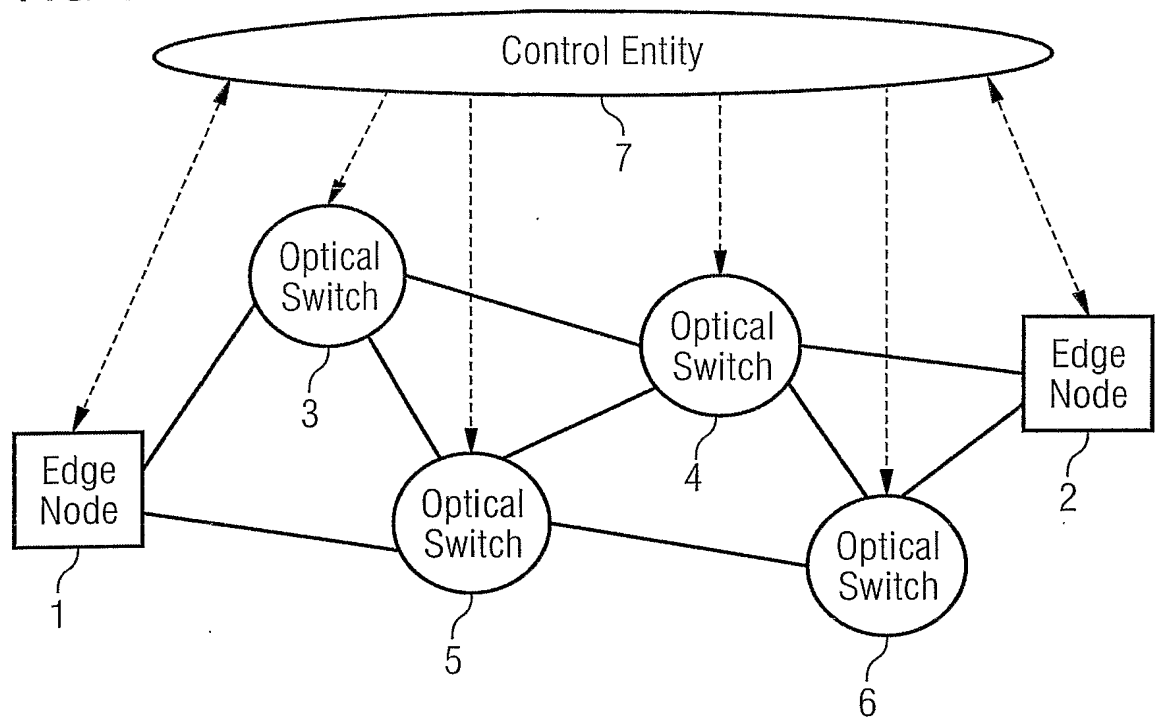 Control Entity
7
Optical
Switch
3
Optical
Switch
4
Edge
Node
2
Edge
Node
1
Optical
Switch
5
Optical
Switch
6